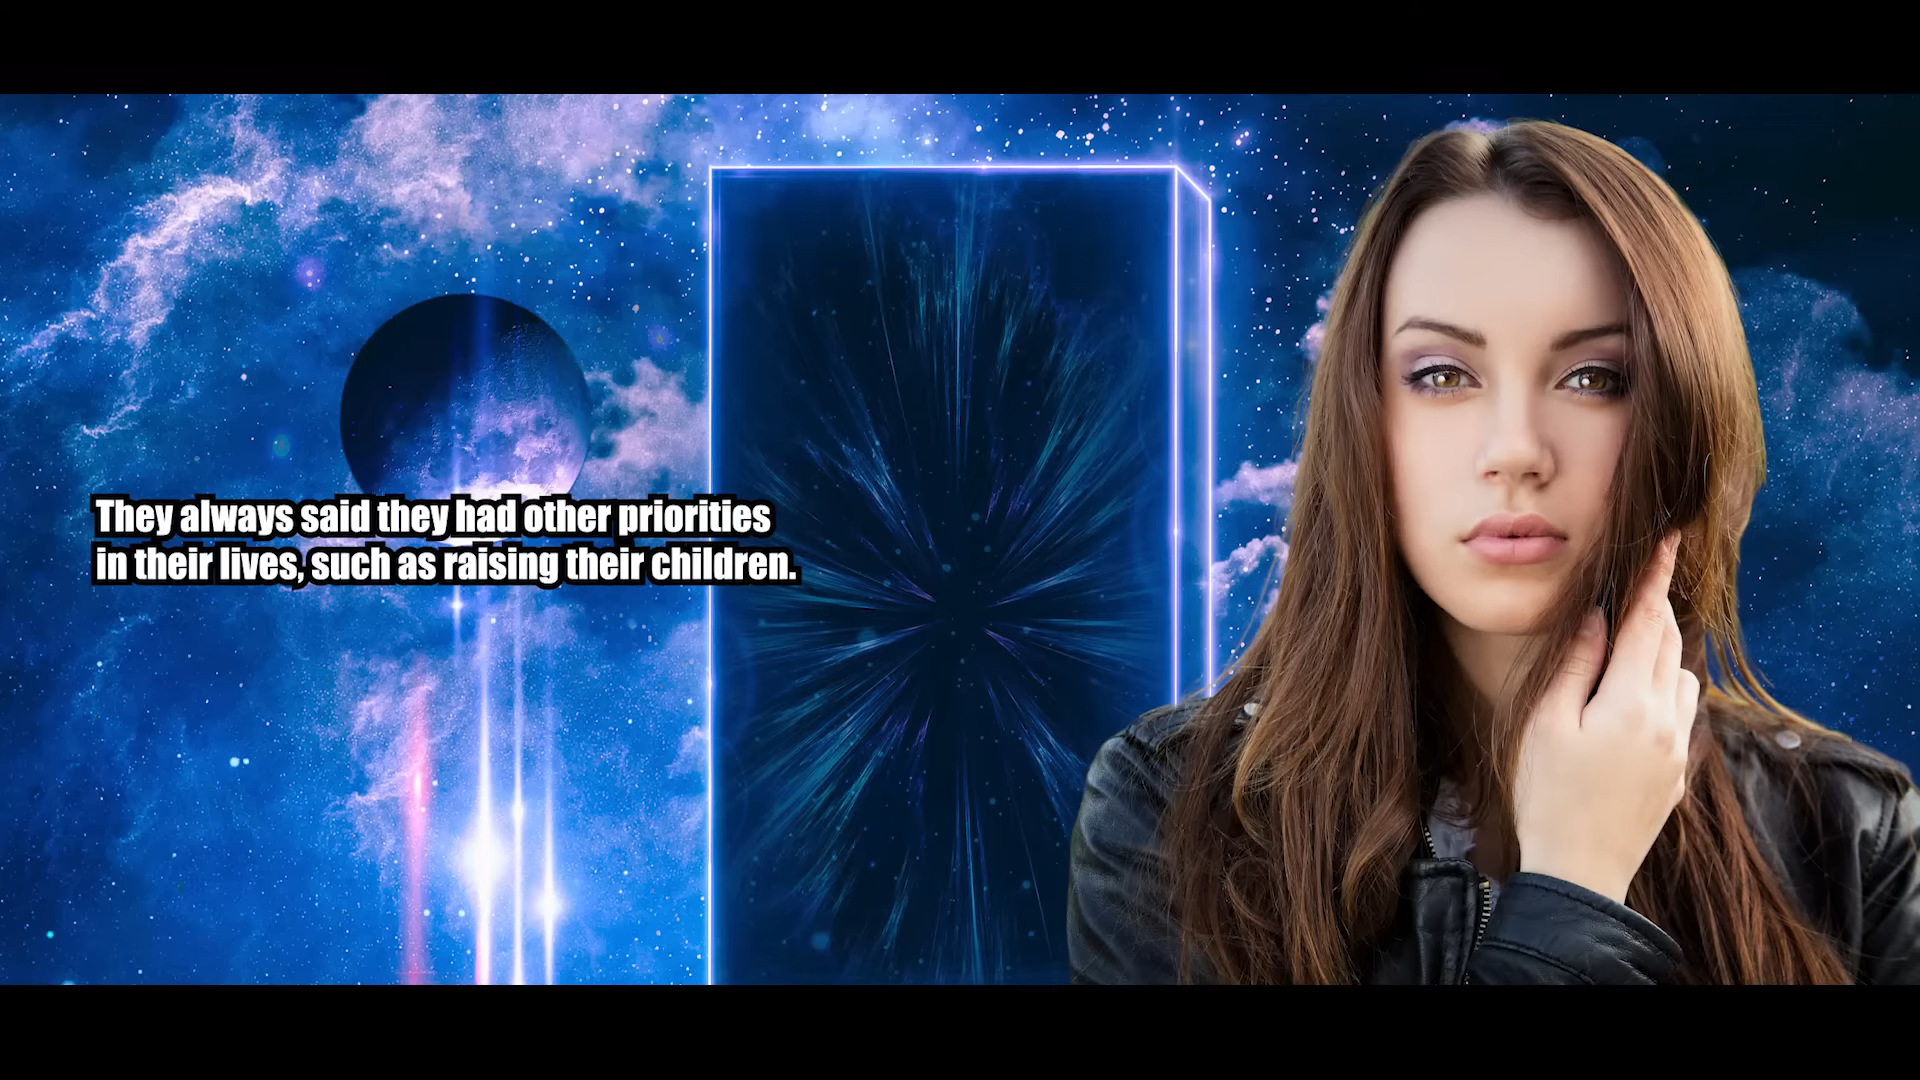 They always said they had other priorities
in their lives, such as raising their children.